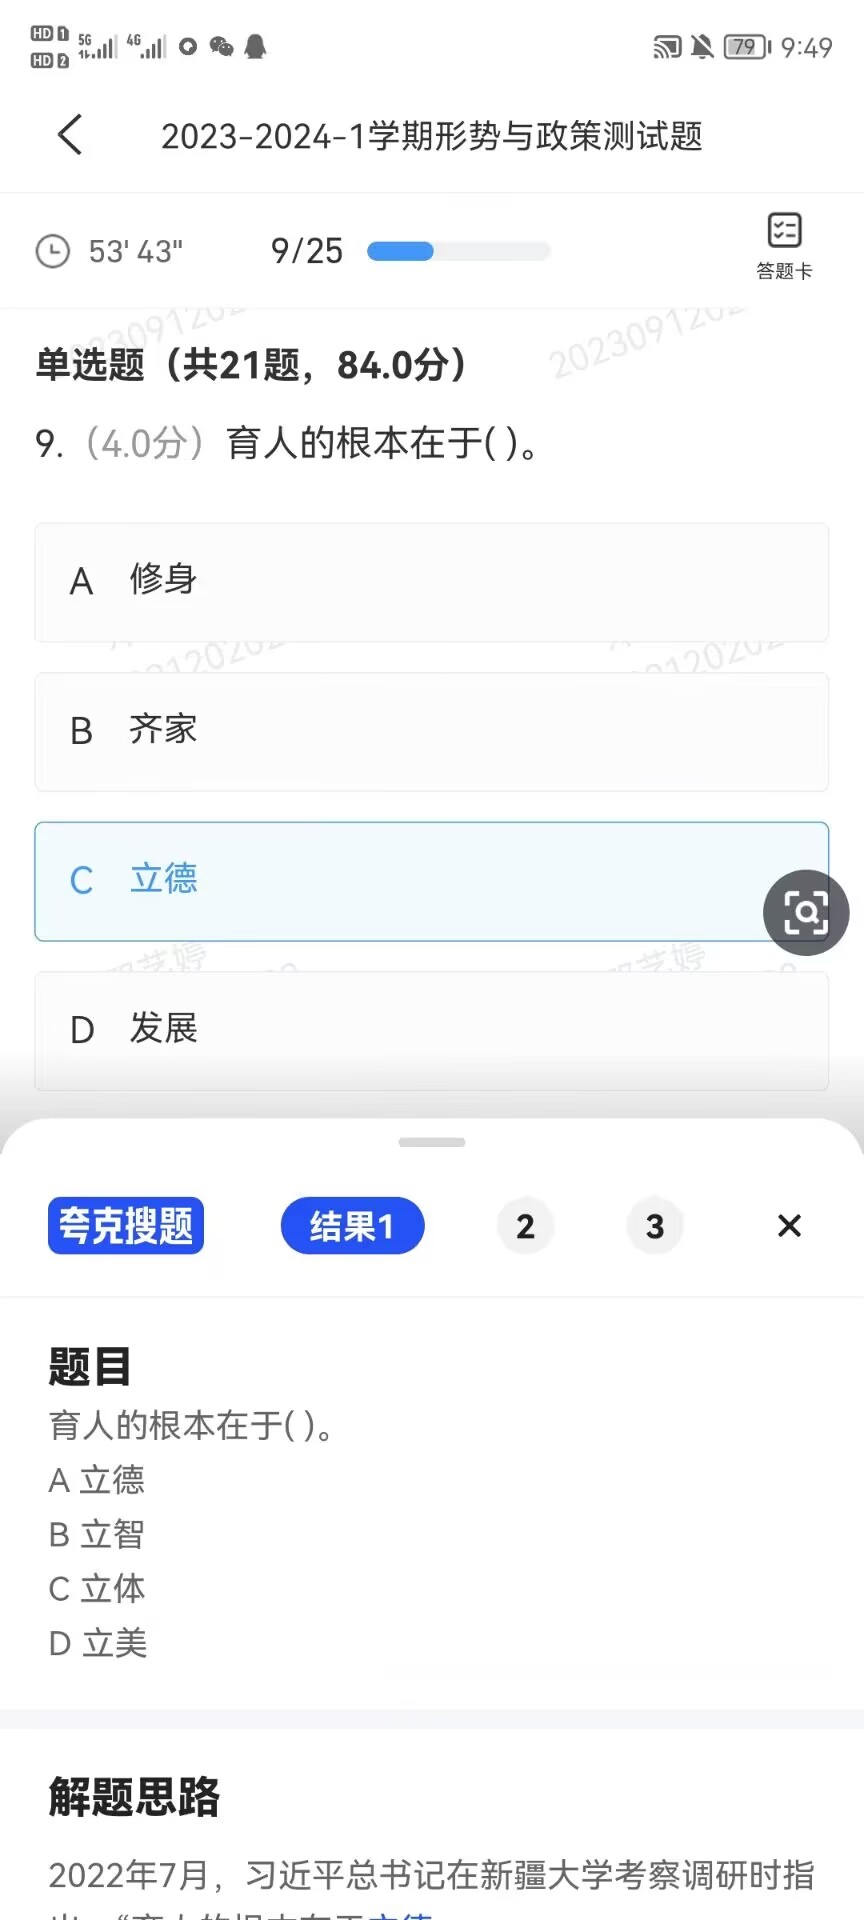 HD 1 5G 4G 79 9:49
HD 2
2023-2024-1学期形势与政策测试题
53' 43" 9/25
答题卡
单选题（共21题，84.0分）
9.（4.0分）育人的根本在于( )。
A 修身
B 齐家
C 立德
D 发展
夸克搜题 结果1 2 3
题目
育人的根本在于( )。
A 立德
B 立智
C 立体
D 立美
解题思路
2022年7月，习近平总书记在新疆大学考察调研时指